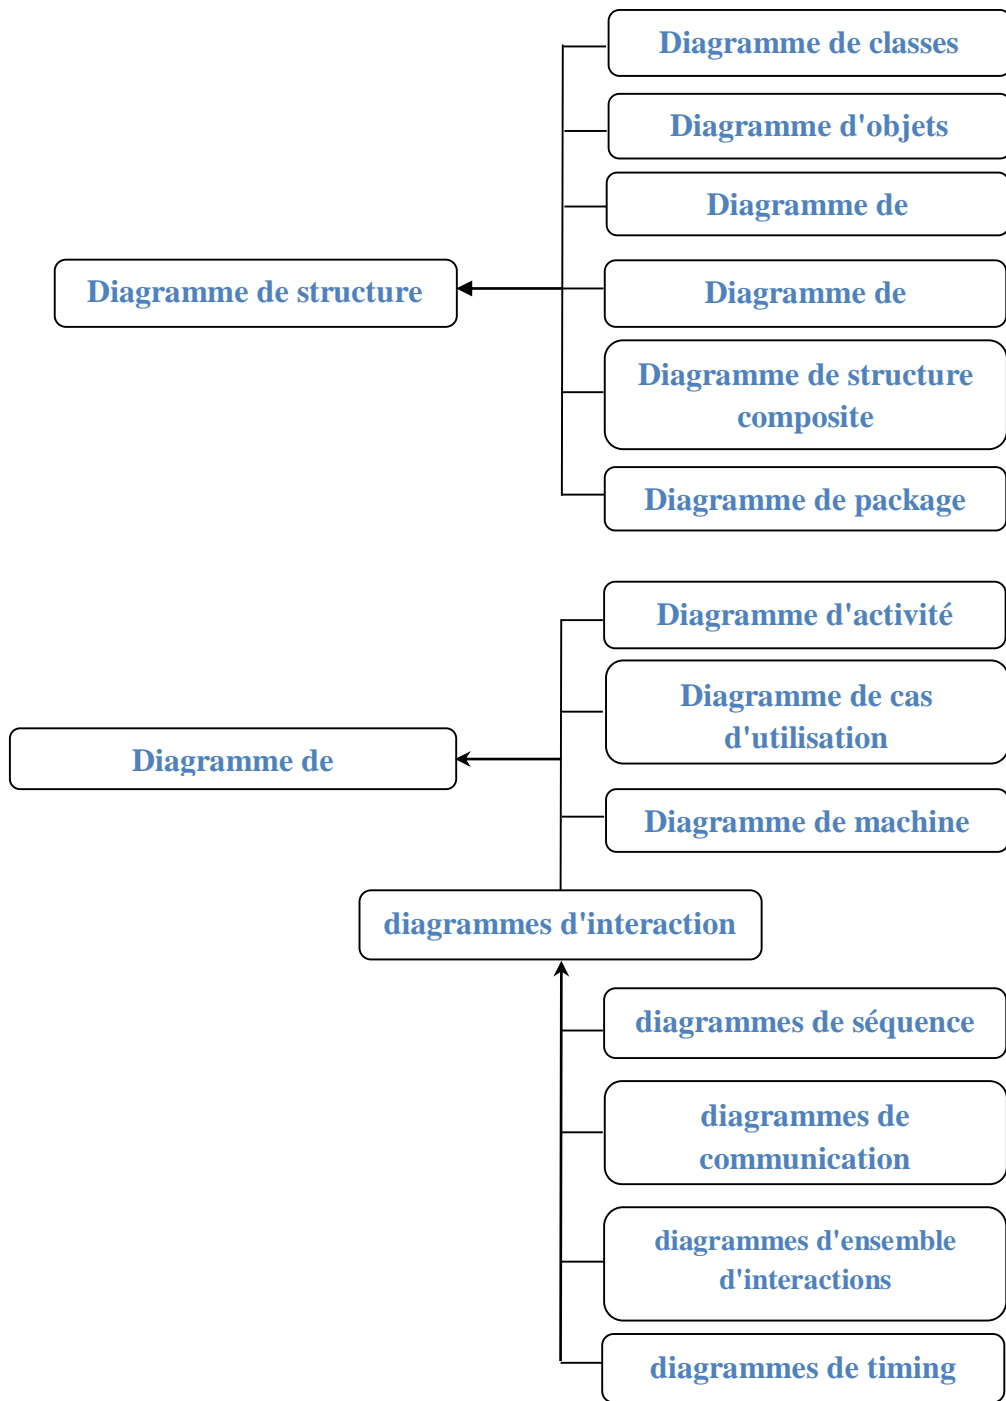 Diagramme de classes
Diagramme d'objets
Diagramme de
Diagramme de structure
Diagramme de
Diagramme de structure
composite
Diagramme de package
Diagramme d'activité
Diagramme de cas
d'utilisation
Diagramme de
Diagramme de machine
diagrammes d'interaction
diagrammes de séquence
diagrammes de
communication
diagrammes d'ensemble
d'interactions
diagrammes de timing